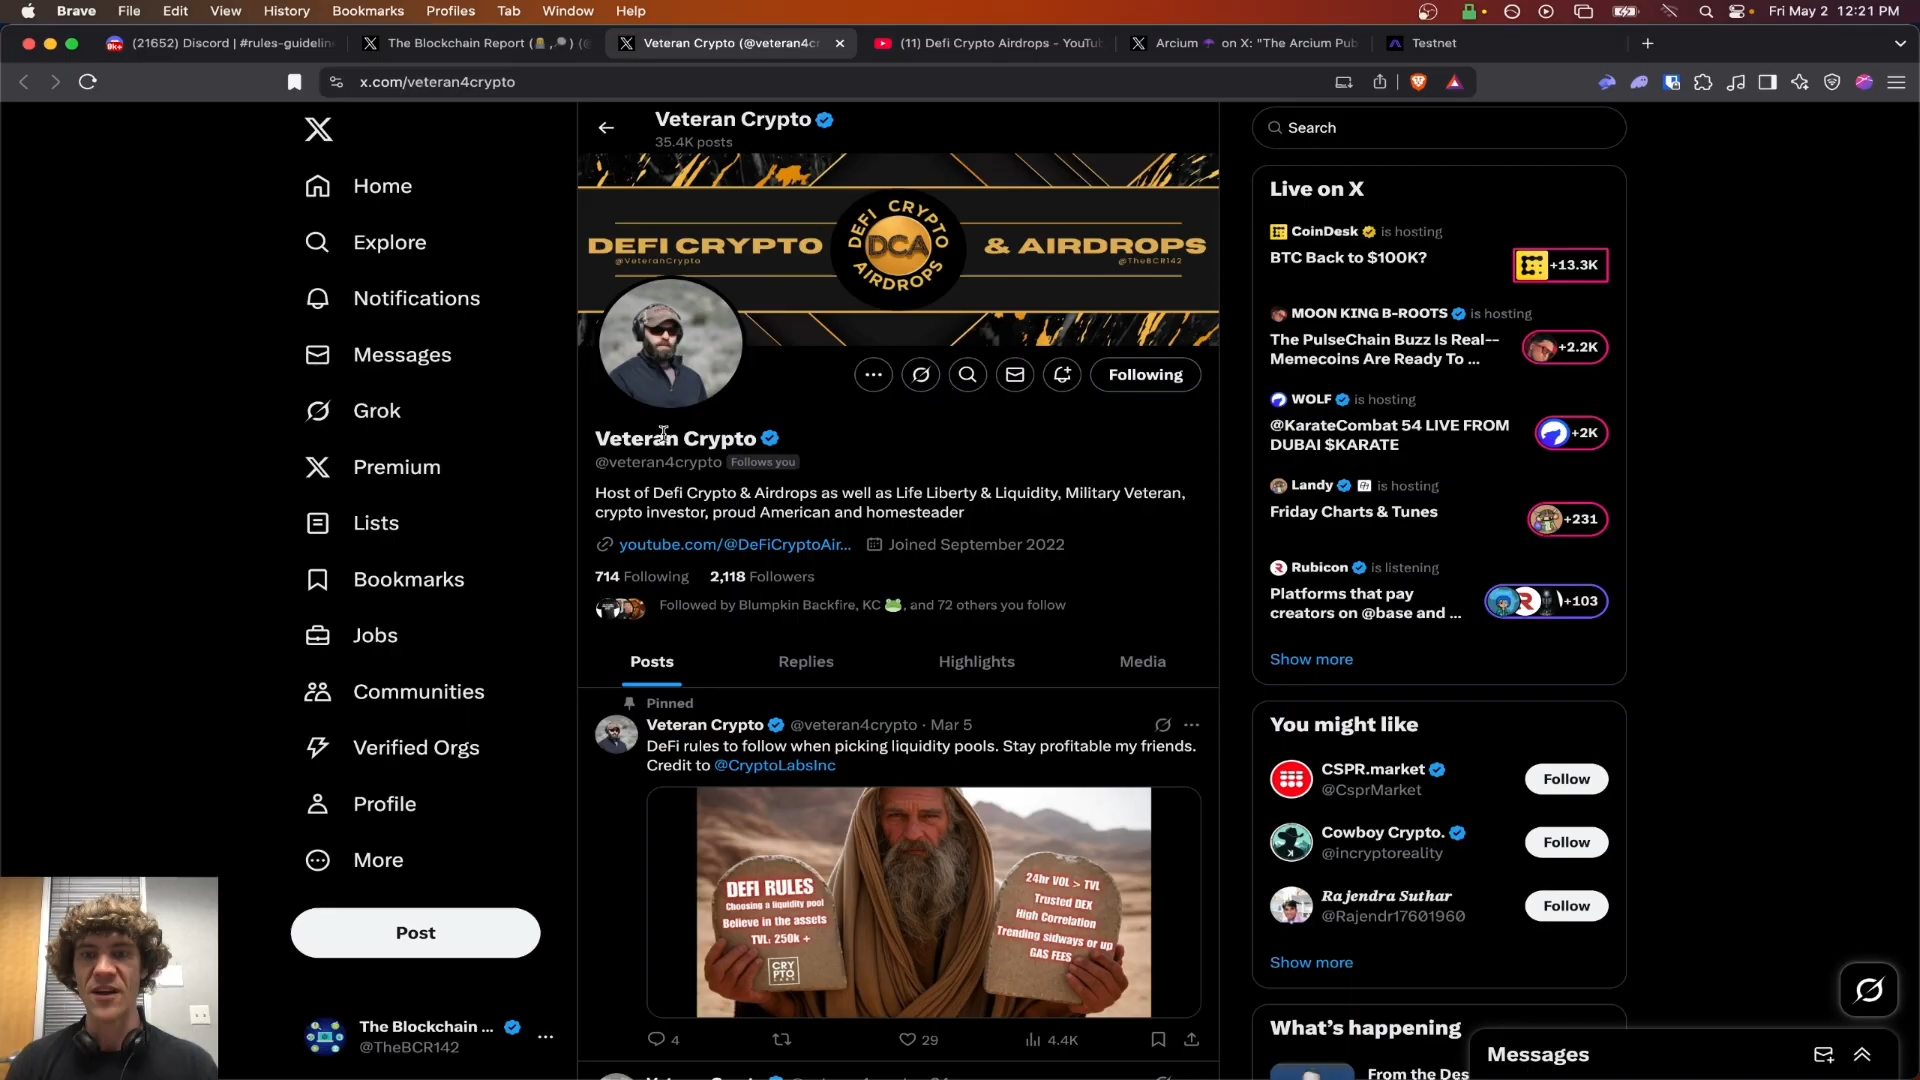 Brave File Edit View History Bookmarks Profiles Tab Window Help
Fri May 2 12:21 PM
(21652) Discord | #rules-guidelin
The Blockchain Report
Veteran Crypto (@veteran4cr
(11) Defi Crypto Airdrops - YouTu
Arcium on X: "The Arcium Pub
Testnet
x.com/veteran4crypto
Home
Explore
Notifications
Messages
Grok
Premium
Lists
Bookmarks
Jobs
Communities
Verified Orgs
Profile
More
Post
The Blockchain ...
@TheBCR142
Veteran Crypto
35.4K posts
DEFI CRYPTO
@VeteranCrypto
DEFI CRYPTO
DCA
AIRDROPS
& AIRDROPS
@TheBCR142
Following
Veteran Crypto
@veteran4crypto Follows you
Host of Defi Crypto & Airdrops as well as Life Liberty & Liquidity, Military Veteran,
crypto investor, proud American and homesteader
youtube.com/@DeFiCryptoAir... Joined September 2022
714 Following 2,118 Followers
Followed by Blumpkin Backfire, KC 🐸, and 72 others you follow
Posts Replies Highlights Media
Pinned
Veteran Crypto @veteran4crypto · Mar 5
DeFi rules to follow when picking liquidity pools. Stay profitable my friends.
Credit to @CryptoLabsInc
DEFI RULES
Choosing a liquidity pool
Believe in the assets
TVL: 250k +
CRY
PTO
LABS
24hr VOL > TVL
Trusted DEX
High Correlation
Trending sidways or up
GAS FEES
4 29 4.4K
Search
Live on X
CoinDesk is hosting
BTC Back to $100K?
+13.3K
MOON KING B-ROOTS is hosting
The PulseChain Buzz Is Real--
Memecoins Are Ready To ...
+2.2K
WOLF is hosting
@KarateCombat 54 LIVE FROM
DUBAI $KARATE
+2K
Landy is hosting
Friday Charts & Tunes
+231
Rubicon is listening
Platforms that pay
creators on @base and ...
+103
Show more
You might like
CSPR.market
@CsprMarket
Follow
Cowboy Crypto.
@incryptoreality
Follow
Rajendra Suthar
@Rajendr17601960
Follow
Show more
What's happening
From the Des
Messages